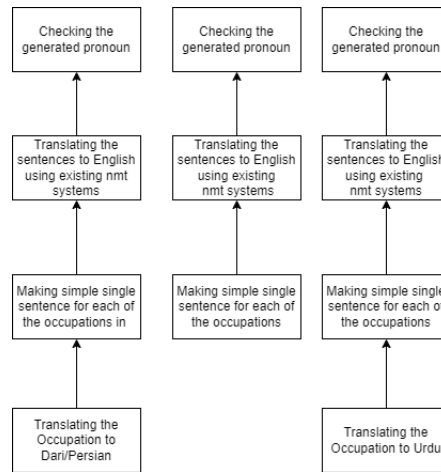 Checking the
generated pronoun
Checking the
generated pronoun
Checking the
generated pronoun
Translating the
sentences to English
using existing nmt
systems
Translating the
sentences to English
using existing
nmt systems
Translating the
sentences to English
using existing
nmt systems
Making simple single
sentence for each of
the occupations in
Making simple single
sentence for each of
the occupations
Making simple single
sentence for each of
the occupations
Translating the
Occupation to
Dari/Persian
Translating the
Occupation to Urdu